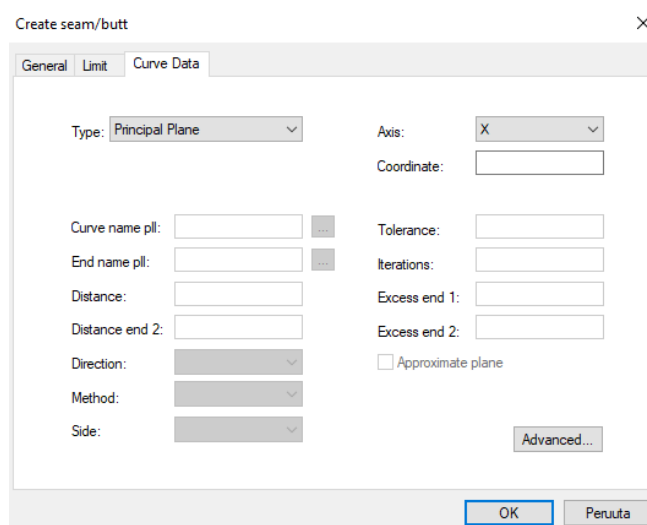 Create seam/butt
General Limit Curve Data
Type: Principal Plane Axis: X
Coordinate:
Curve name pll: ... Tolerance:
End name pll: ... Iterations:
Distance: Excess end 1:
Distance end 2: Excess end 2:
Direction: Approximate plane
Method:
Side:
Advanced...
OK Peruuta